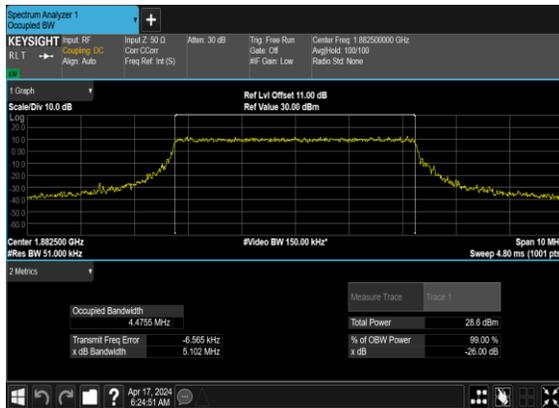 Spectrum Analyzer 1
Occupied BW
KEYSIGHT Input: RF Input Z: 50 Ω Atten: 30 dB Trig: Free Run Center Freq: 1.882500000 GHz
RLT Coupling: DC Corr CCorr Gate: Off Avg|Hold: 100/100
Align: Auto Freq Ref: Int (S) #IF Gain: Low Radio Std: None
LXI
1 Graph
Ref Lvl Offset 11.00 dB
Scale/Div 10.0 dB Ref Value 30.00 dBm
Log
20.0
10.0
0.00
-10.0
-20.0
-30.0
-40.0
-50.0
-60.0
Center 1.882500 GHz #Video BW 150.00 kHz* Span 10 MH
#Res BW 51.000 kHz Sweep 4.80 ms (1001 pts
2 Metrics
Measure Trace Trace 1
Occupied Bandwidth
4.4755 MHz Total Power 28.6 dBm
Transmit Freq Error -6.565 kHz % of OBW Power 99.00 %
x dB Bandwidth 5.102 MHz x dB -26.00 dB
Apr 17, 2024
6:24:51 AM